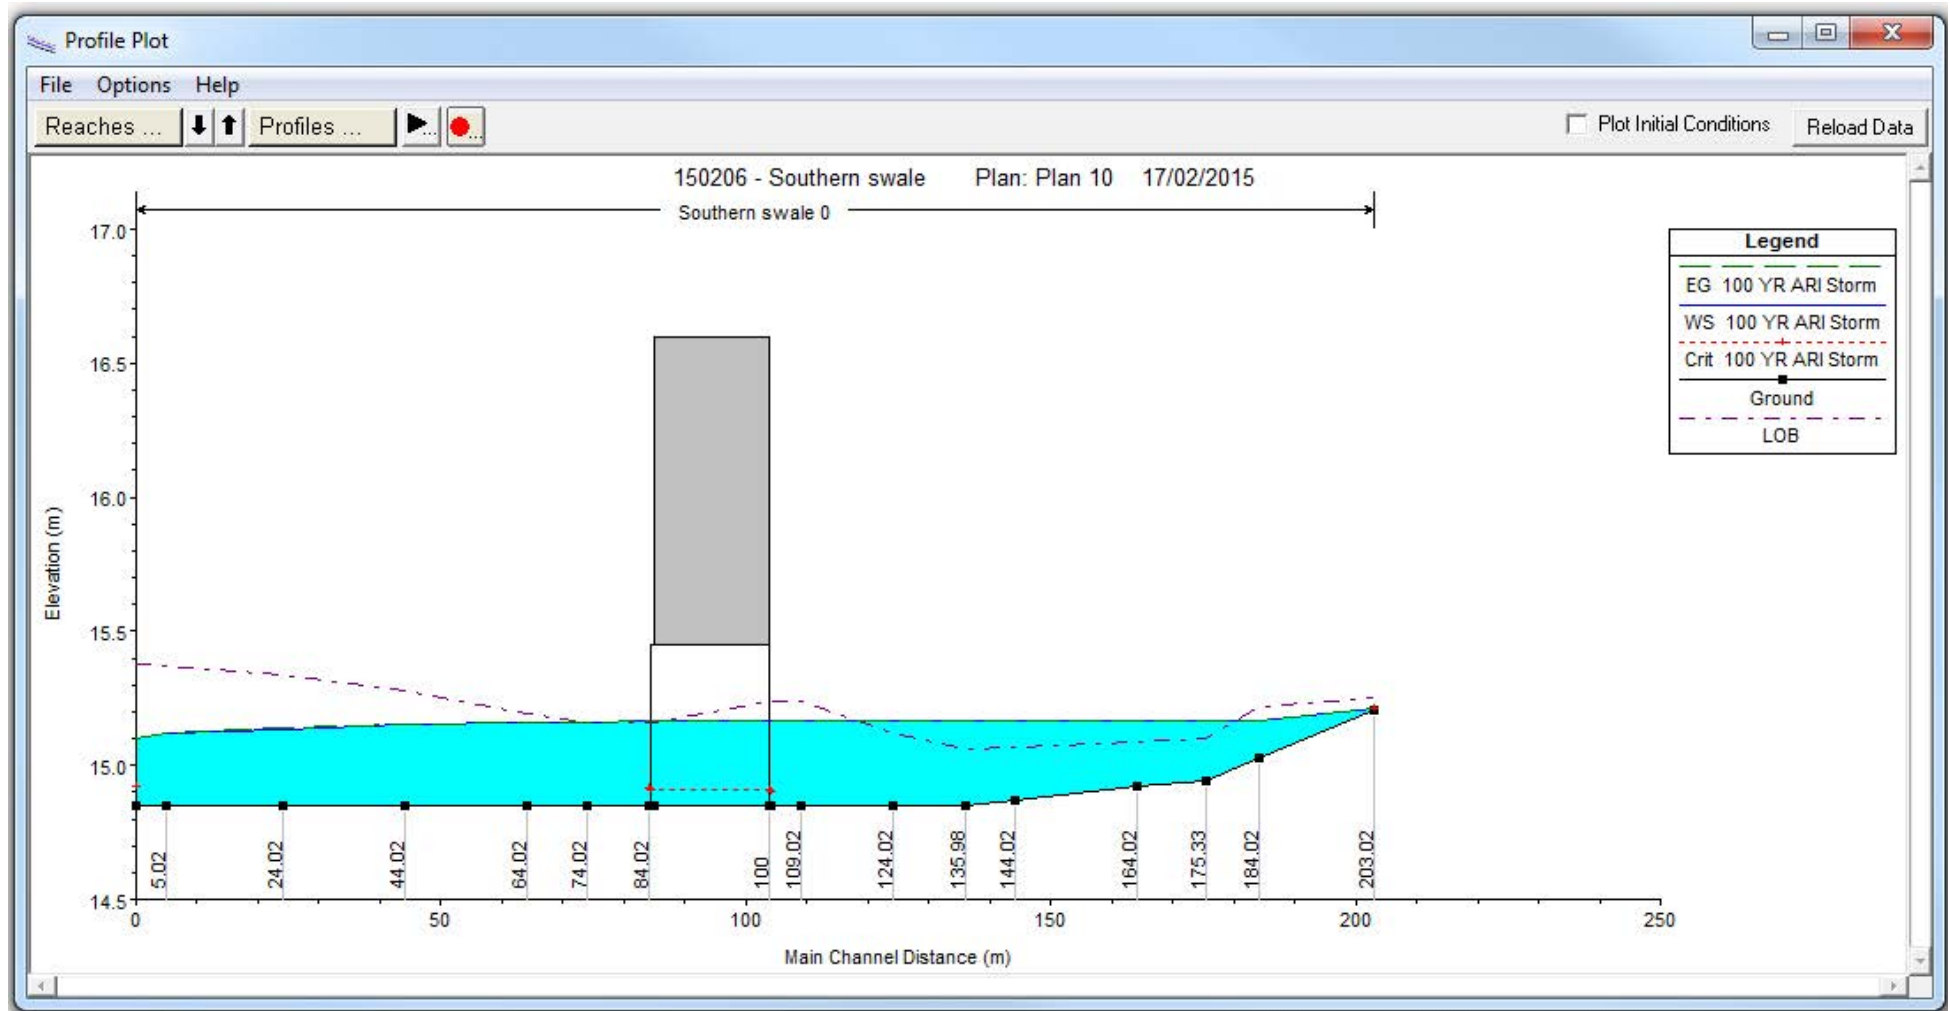 Profile Plot
File Options Help
Reaches ... Profiles ... ... ... Plot Initial Conditions Reload Data
150206 - Southern swale Plan: Plan 10 17/02/2015
Southern swale 0
Legend
EG 100 YR ARI Storm
WS 100 YR ARI Storm
Crit 100 YR ARI Storm
Ground
LOB
Elevation (m)
17.0
16.5
16.0
15.5
15.0
14.5
5.02
24.02
44.02
64.02
74.02
84.02
100
109.02
124.02
135.98
144.02
164.02
175.33
184.02
203.02
0 50 100 150 200 250
Main Channel Distance (m)